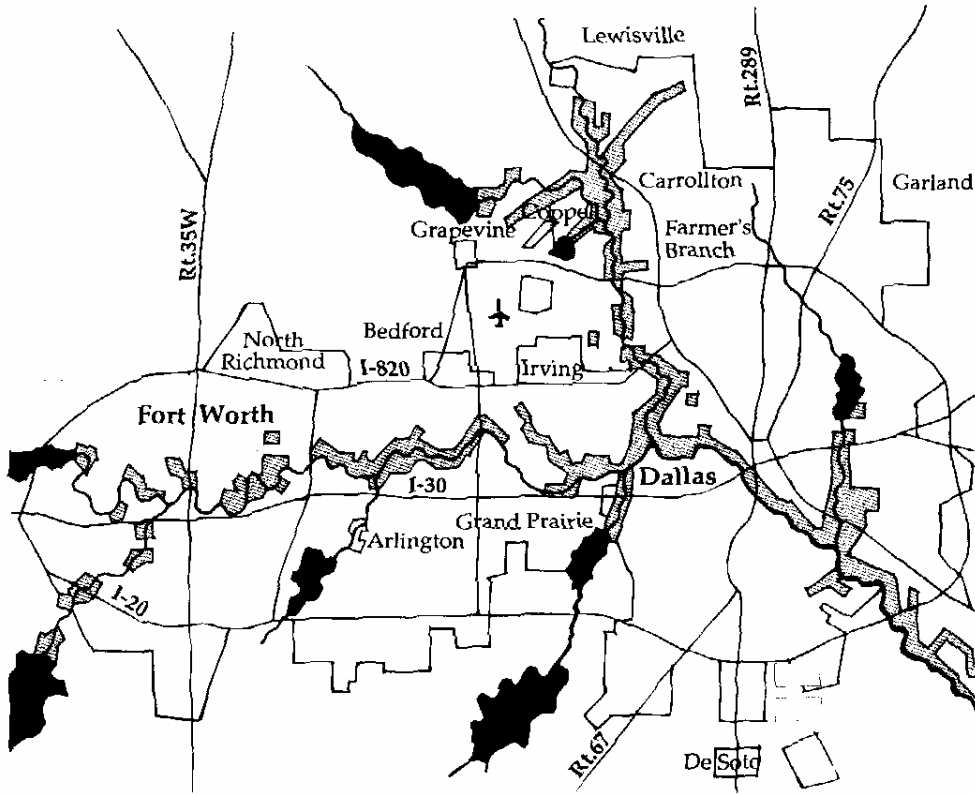 Lewisville
Rt.289
Carrollton
Garland
Rt.75
Coppell
Grapevine
Farmer's
Branch
Rt.35W
Bedford
North
Richmond
I-820
Irving
Fort Worth
I-30
Dallas
Grand Prairie
Arlington
I-20
Rt.67
De Soto